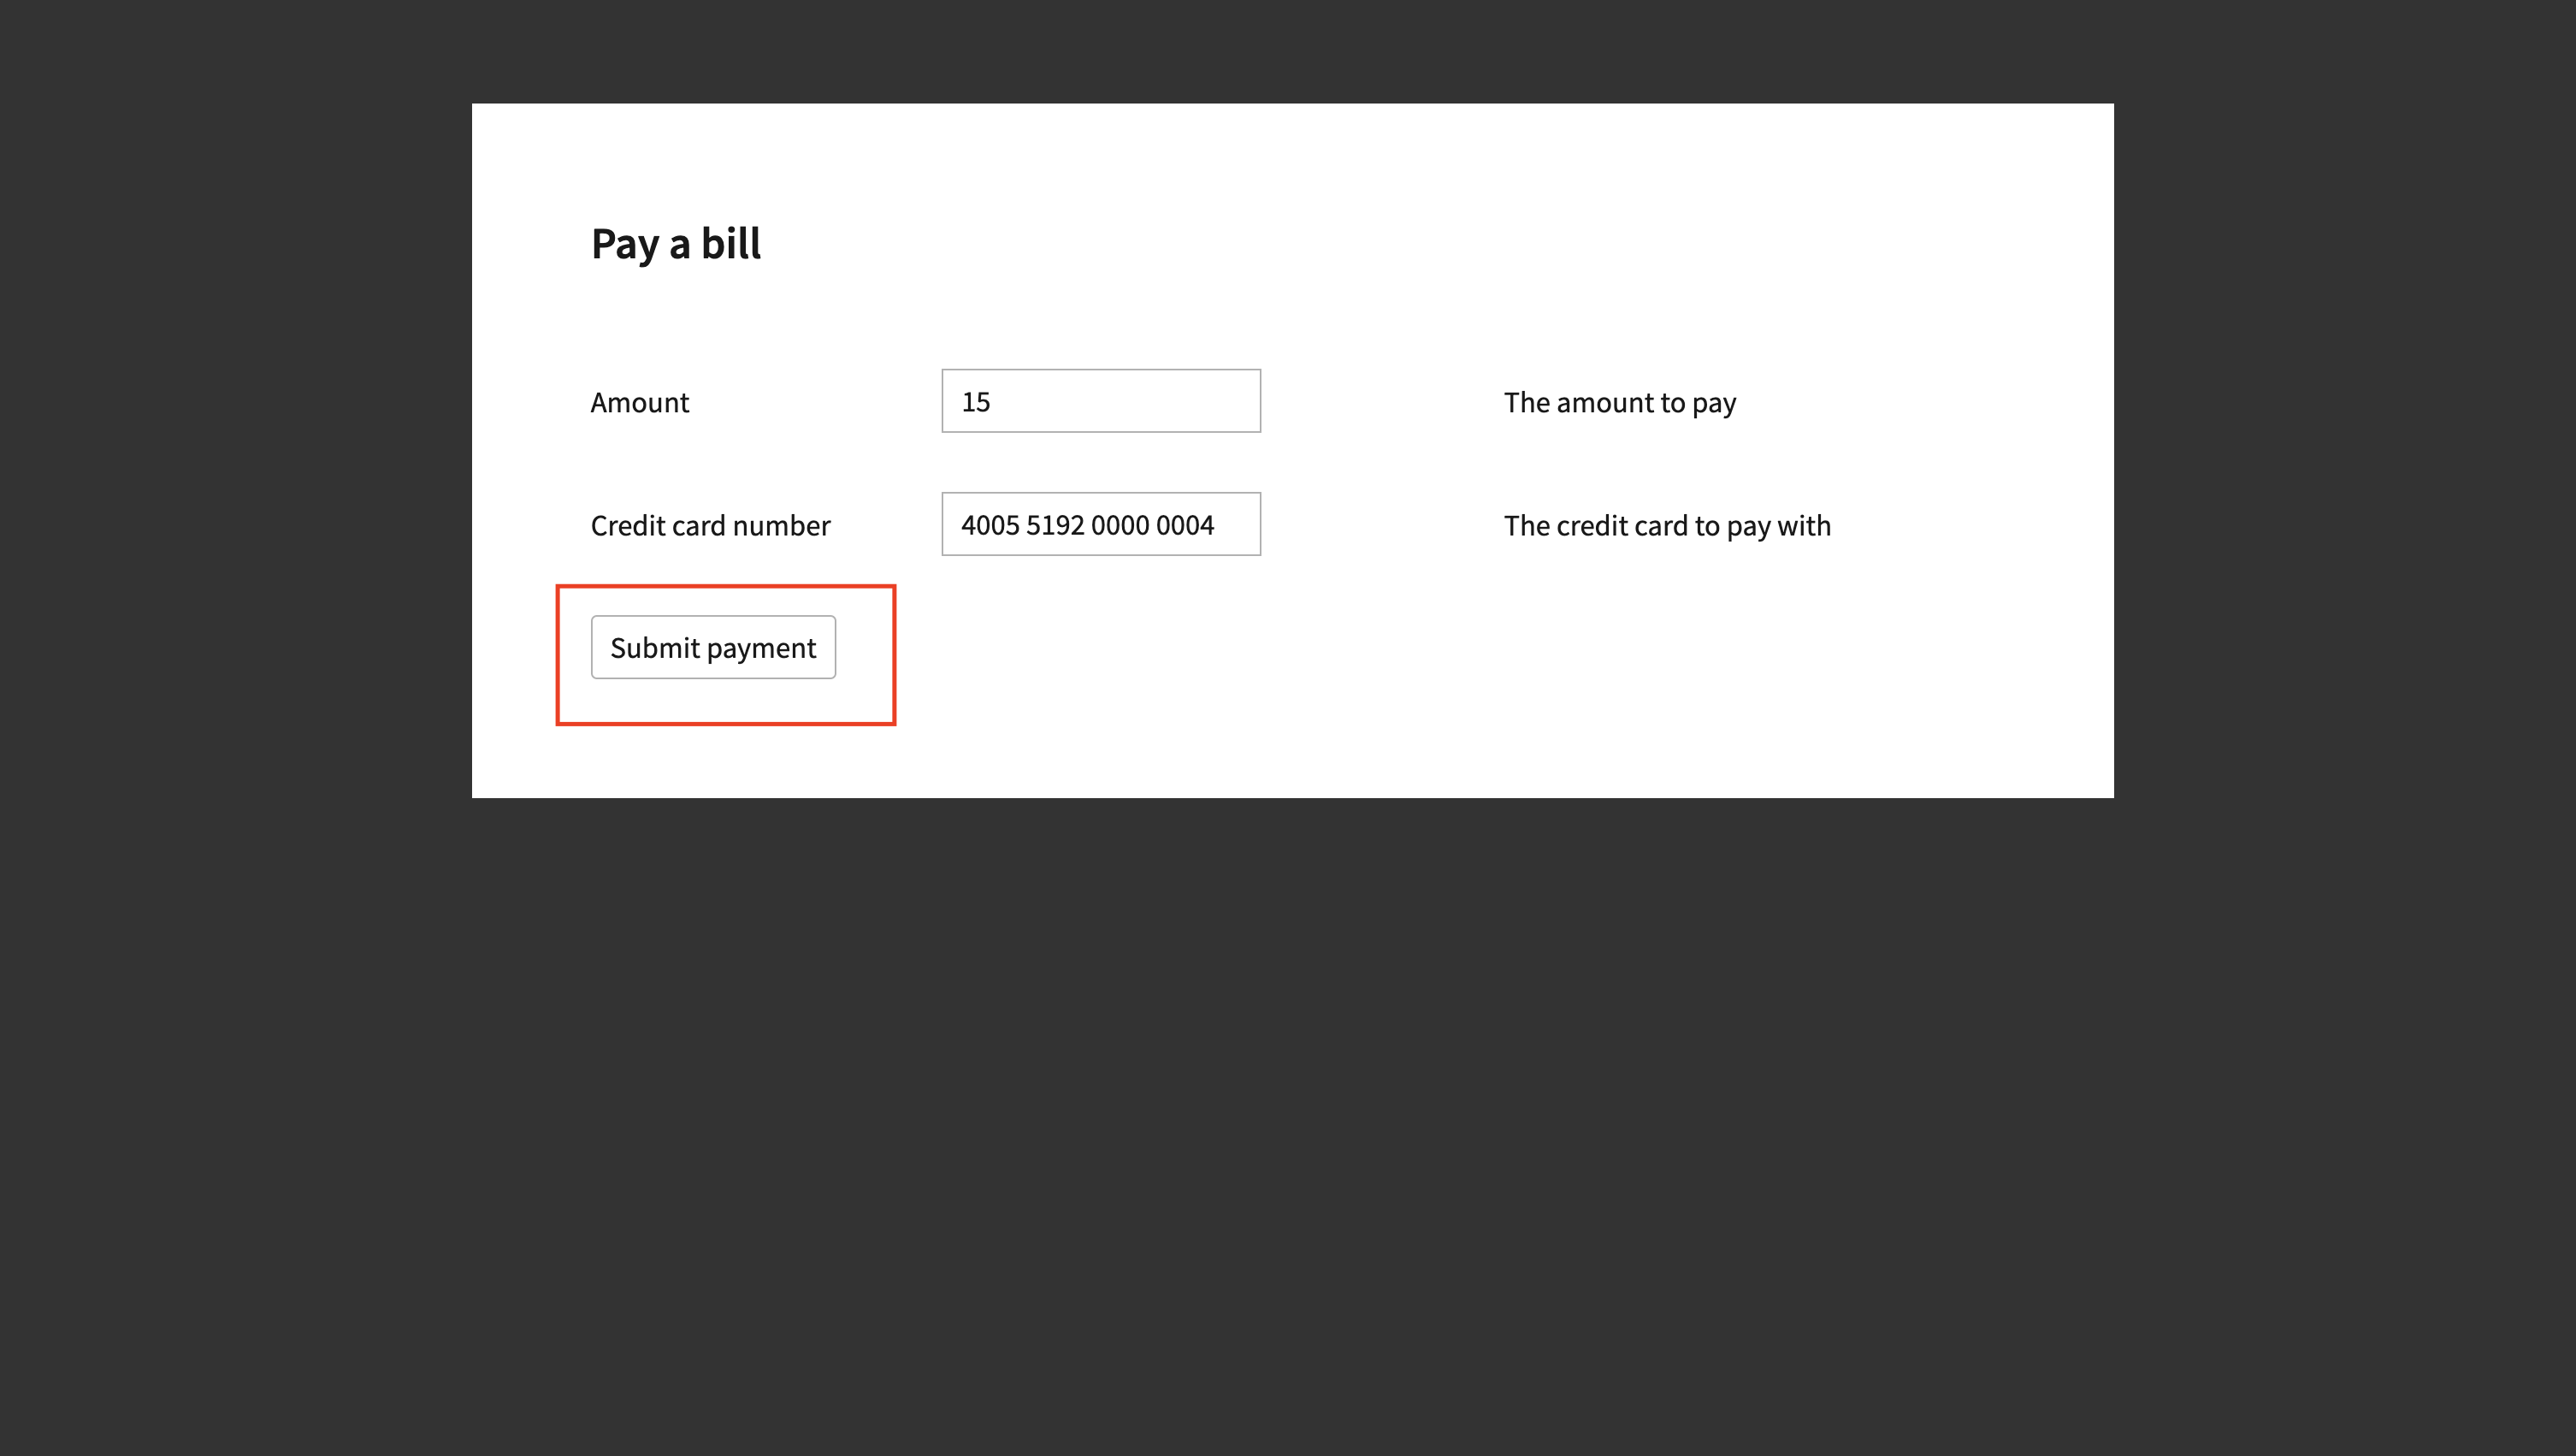 Pay a bill
Amount 15 The amount to pay
Credit card number 4005 5192 0000 0004 The credit card to pay with
Submit payment